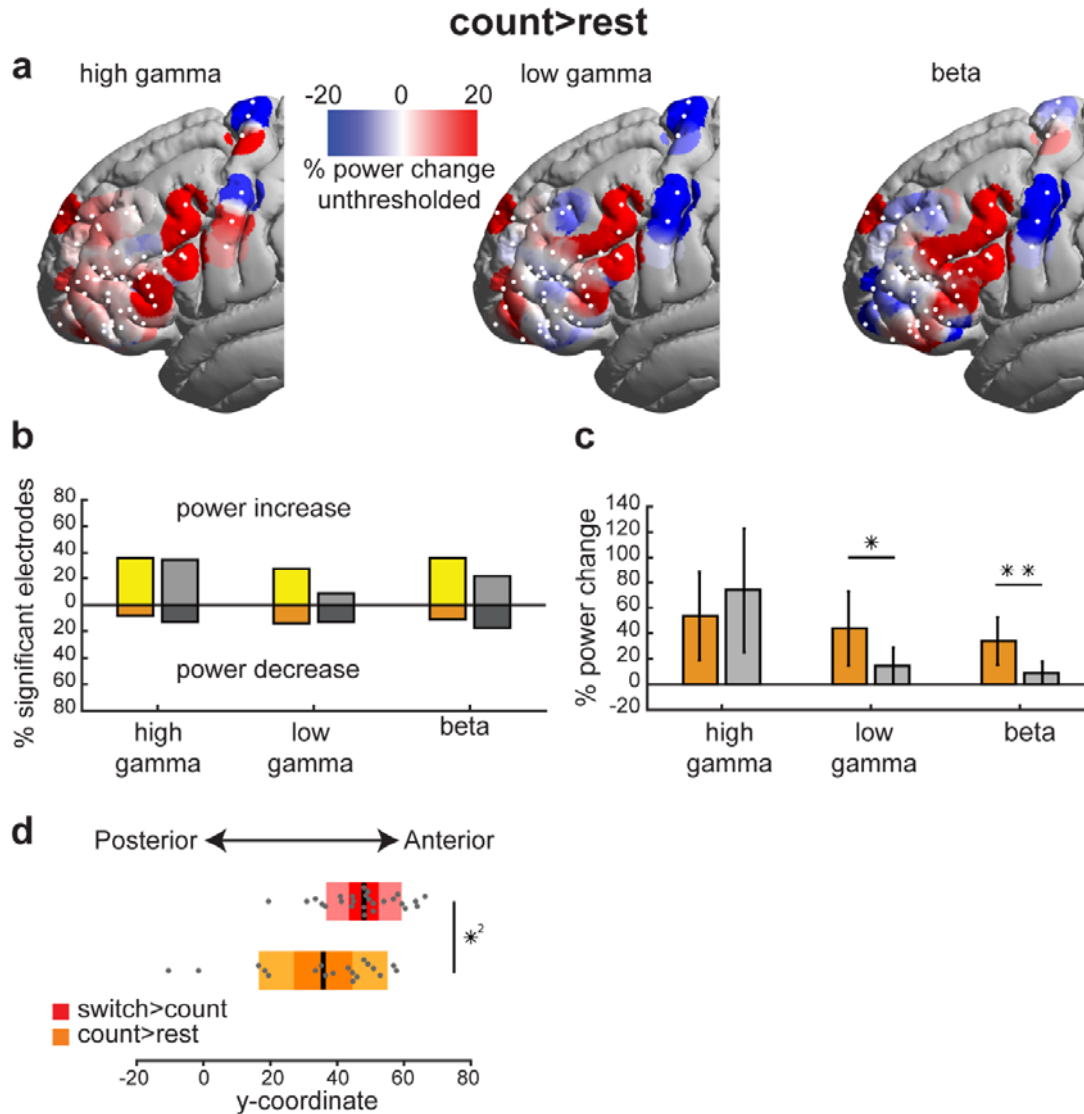 count>rest
a
high gamma
low gamma
beta
-20 0 20
% power change
unthresholded
b
% significant electrodes
80
60
40
20
0
20
40
60
80
power increase
power decrease
high
gamma
low
gamma
beta
c
% power change
140
120
100
80
60
40
20
0
-20
*
**
high
gamma
low
gamma
beta
d
Posterior
Anterior
*2
switch>count
count>rest
-20 0 20 40 60 80
y-coordinate